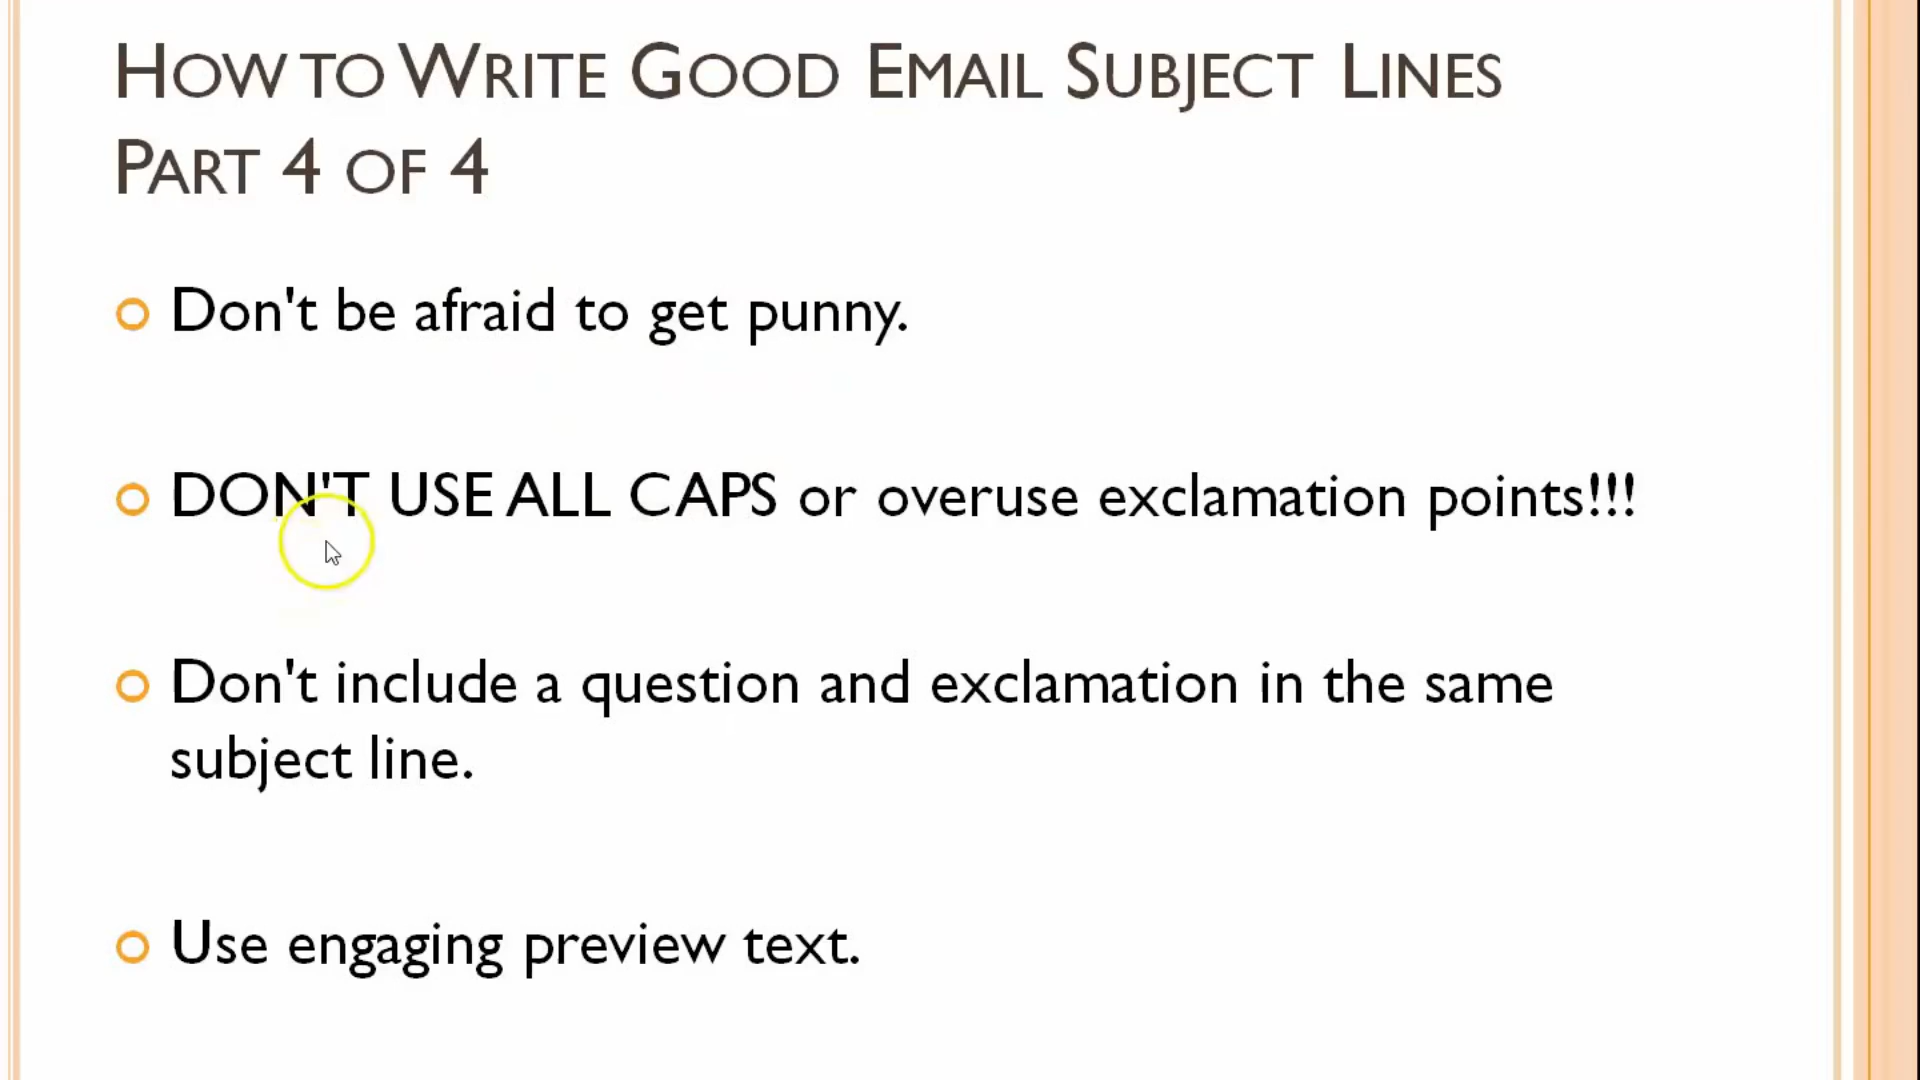 How to Write Good Email Subject Lines
Part 4 of 4
Don't be afraid to get punny.
DON'T USE ALL CAPS or overuse exclamation points!!!
Don't include a question and exclamation in the same
subject line.
Use engaging preview text.